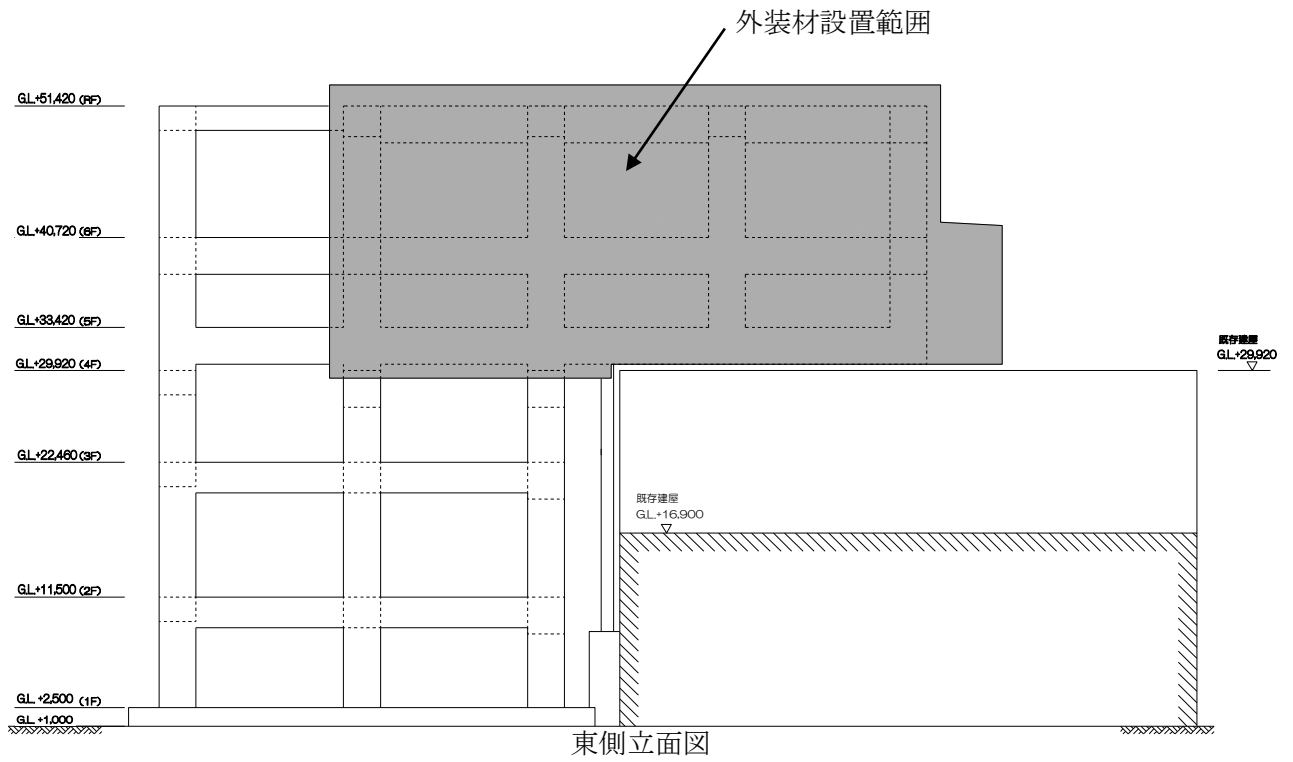 外装材設置範囲
G.L.+51,420 (RF)
G.L.+40,720 (6F)
G.L.+33,420 (5F)
G.L.+29,920 (4F)
既存建屋
G.L.+29,920
G.L.+22,460 (3F)
既存建屋
G.L.+16,900
G.L.+11,500 (2F)
G.L.+2,500 (1F)
G.L.+1,000
東側立面図